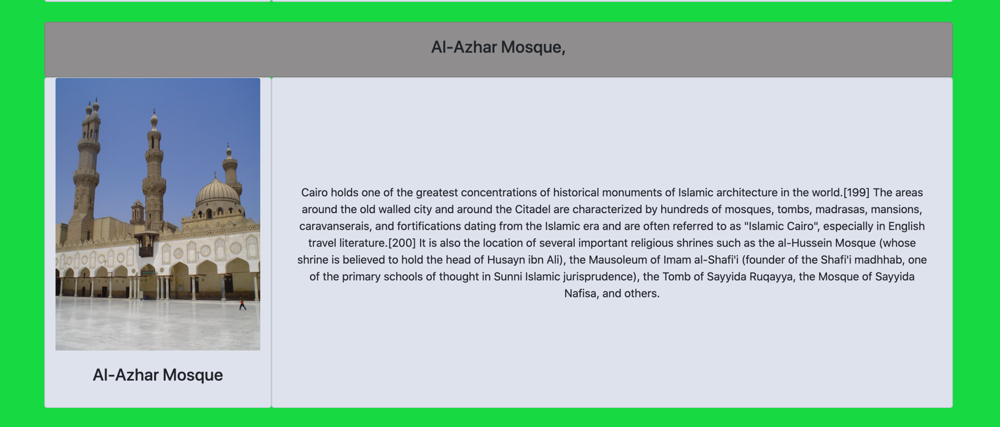 Al-Azhar Mosque,
Cairo holds one of the greatest concentrations of historical monuments of Islamic architecture in the world.[199] The areas
around the old walled city and around the Citadel are characterized by hundreds of mosques, tombs, madrasas, mansions,
caravanserais, and fortifications dating from the Islamic era and are often referred to as "Islamic Cairo", especially in English
travel literature.[200] It is also the location of several important religious shrines such as the al-Hussein Mosque (whose
shrine is believed to hold the head of Husayn ibn Ali), the Mausoleum of Imam al-Shafi'i (founder of the Shafi'i madhhab, one
of the primary schools of thought in Sunni Islamic jurisprudence), the Tomb of Sayyida Ruqayya, the Mosque of Sayyida
Nafisa, and others.
Al-Azhar Mosque